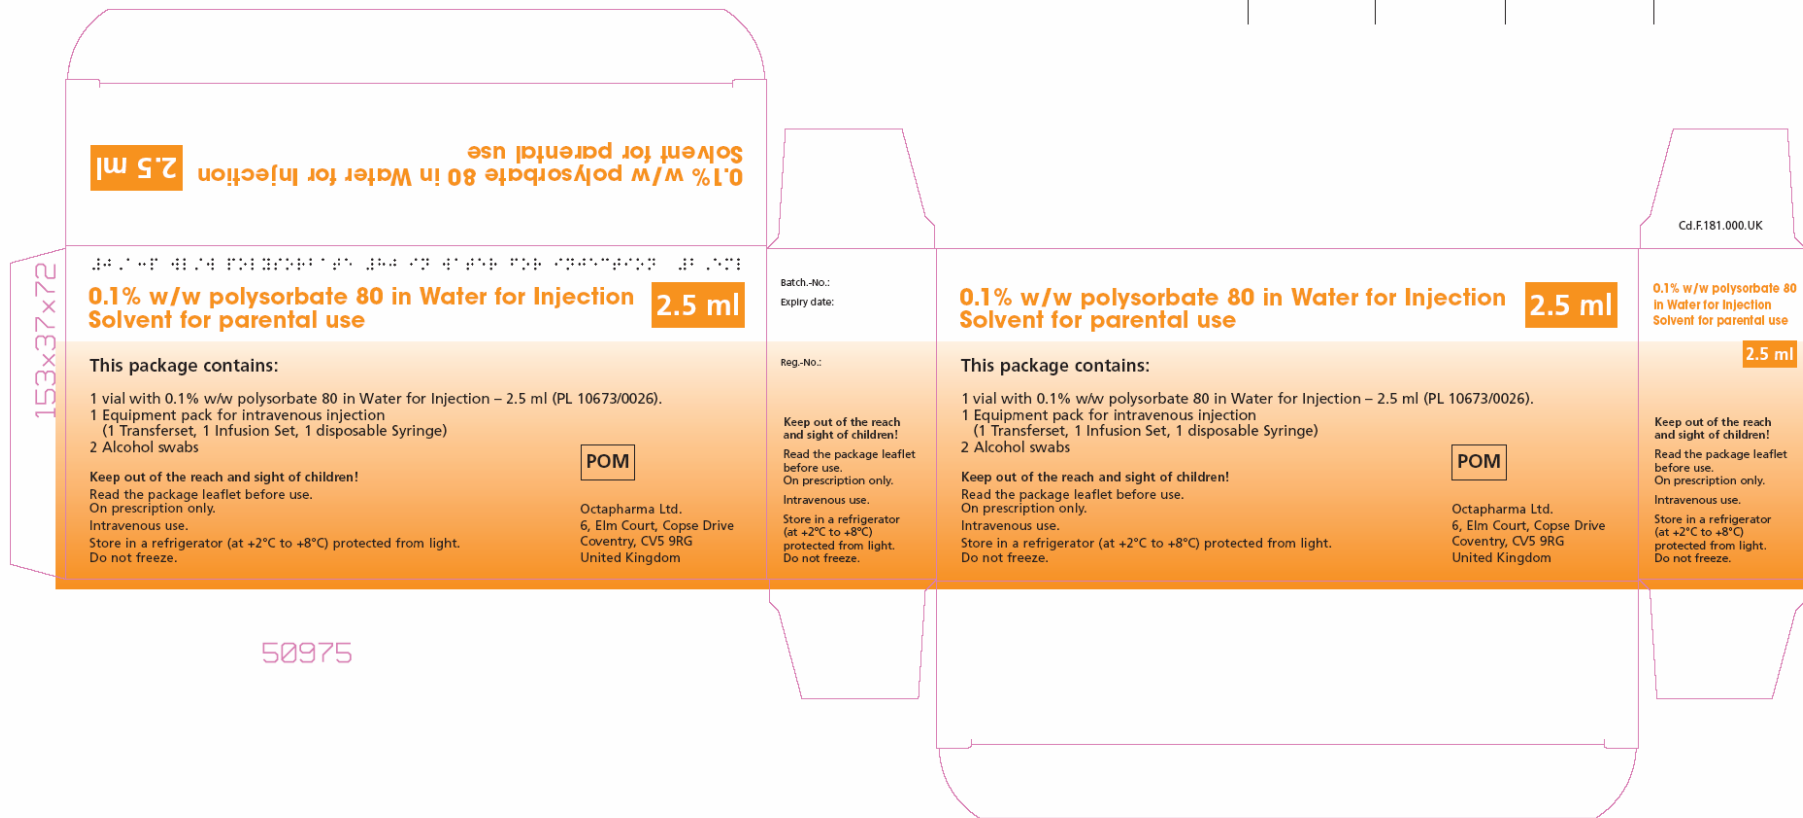 0.1% w/w polysorbate 80 in Water for Injection
Solvent for parental use
2.5 ml
Cd.F.181.000.UK
153x37x72
0.1% w/w polysorbate 80 in Water for Injection
Solvent for parental use
2.5 ml
This package contains:
1 vial with 0.1% w/w polysorbate 80 in Water for Injection – 2.5 ml (PL 10673/0026).
1 Equipment pack for intravenous injection
(1 Transferset, 1 Infusion Set, 1 disposable Syringe)
2 Alcohol swabs
POM
Keep out of the reach and sight of children!
Read the package leaflet before use.
On prescription only.
Intravenous use.
Store in a refrigerator (at +2°C to +8°C) protected from light.
Do not freeze.
Octapharma Ltd.
6, Elm Court, Copse Drive
Coventry, CV5 9RG
United Kingdom
Batch.-No.:
Expiry date:
Reg.-No.:
Keep out of the reach
and sight of children!
Read the package leaflet
before use.
On prescription only.
Intravenous use.
Store in a refrigerator
(at +2°C to +8°C)
protected from light.
Do not freeze.
0.1% w/w polysorbate 80 in Water for Injection
Solvent for parental use
2.5 ml
This package contains:
1 vial with 0.1% w/w polysorbate 80 in Water for Injection – 2.5 ml (PL 10673/0026).
1 Equipment pack for intravenous injection
(1 Transferset, 1 Infusion Set, 1 disposable Syringe)
2 Alcohol swabs
POM
Keep out of the reach and sight of children!
Read the package leaflet before use.
On prescription only.
Intravenous use.
Store in a refrigerator (at +2°C to +8°C) protected from light.
Do not freeze.
Octapharma Ltd.
6, Elm Court, Copse Drive
Coventry, CV5 9RG
United Kingdom
0.1% w/w polysorbate 80
in Water for Injection
Solvent for parental use
2.5 ml
Keep out of the reach
and sight of children!
Read the package leaflet
before use.
On prescription only.
Intravenous use.
Store in a refrigerator
(at +2°C to +8°C)
protected from light.
Do not freeze.
50975